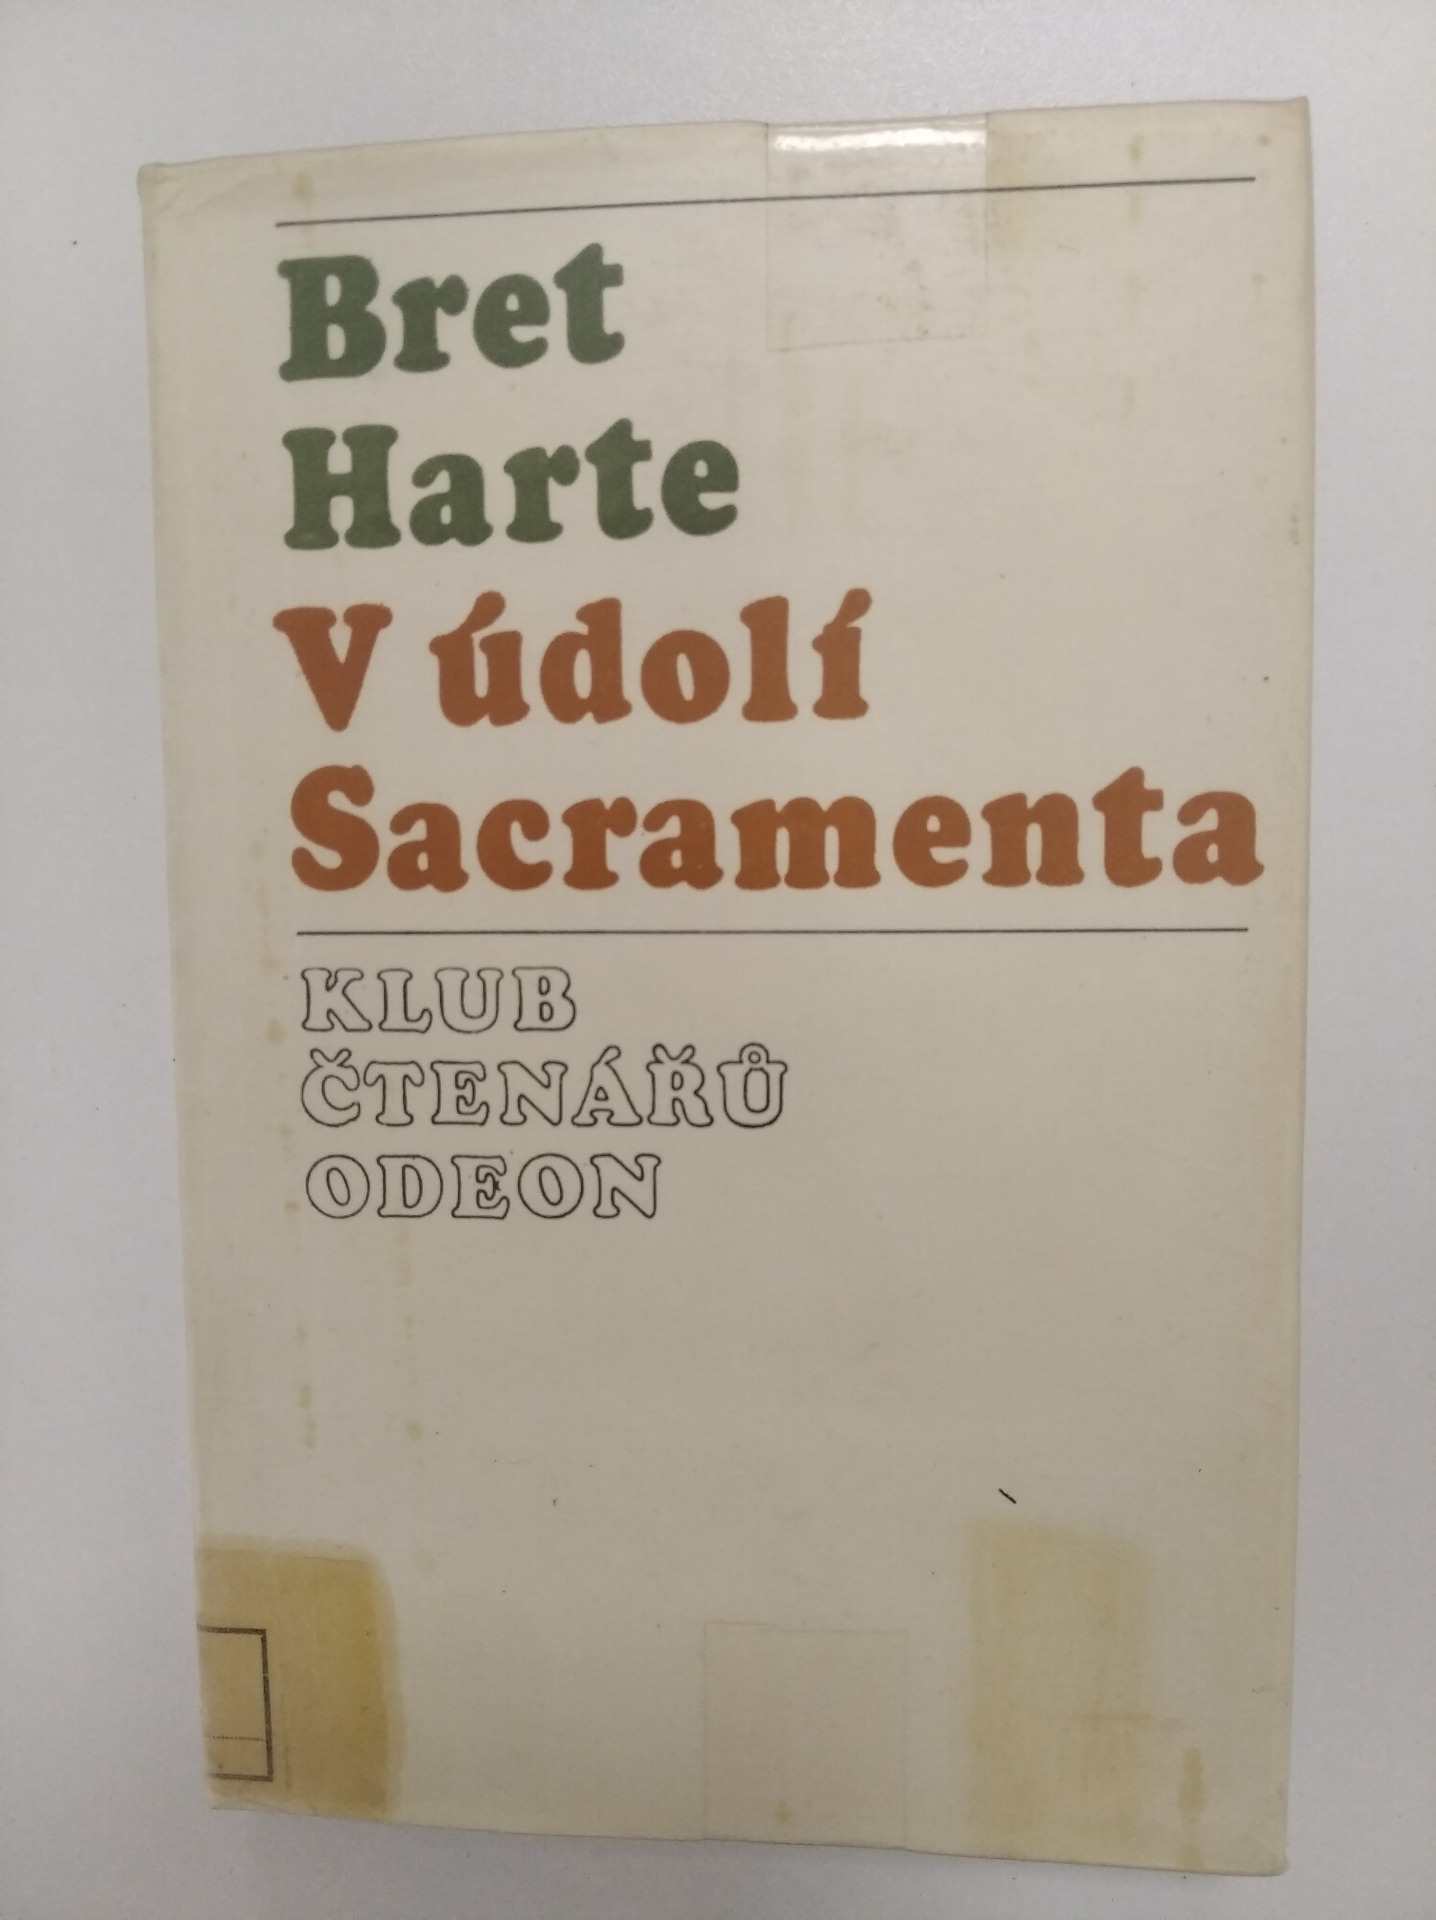 Bret
Harte
V údolí
Sacramenta
KLUB
ČTENÁŘŮ
ODEON